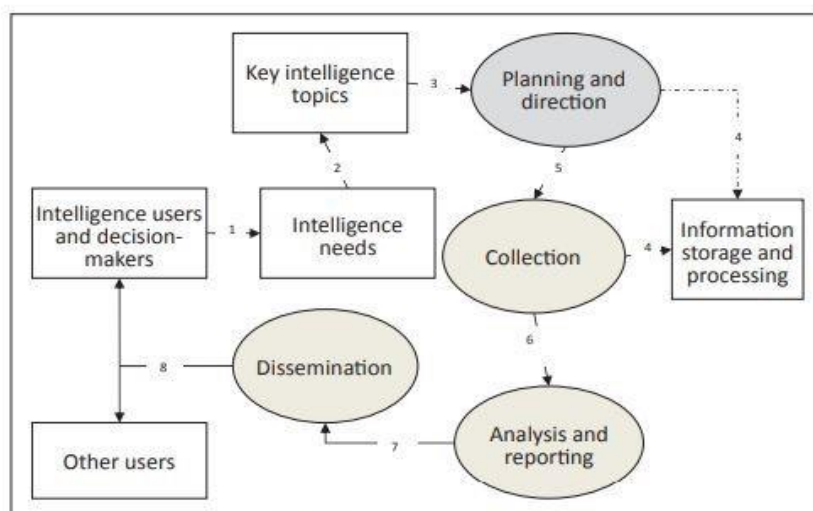 Key intelligence
topics
3
Planning and
direction
4
2
5
Intelligence users
and decision-
makers
1
Intelligence
needs
Collection
4
Information
storage and
processing
6
8
Dissemination
7
Analysis and
reporting
Other users